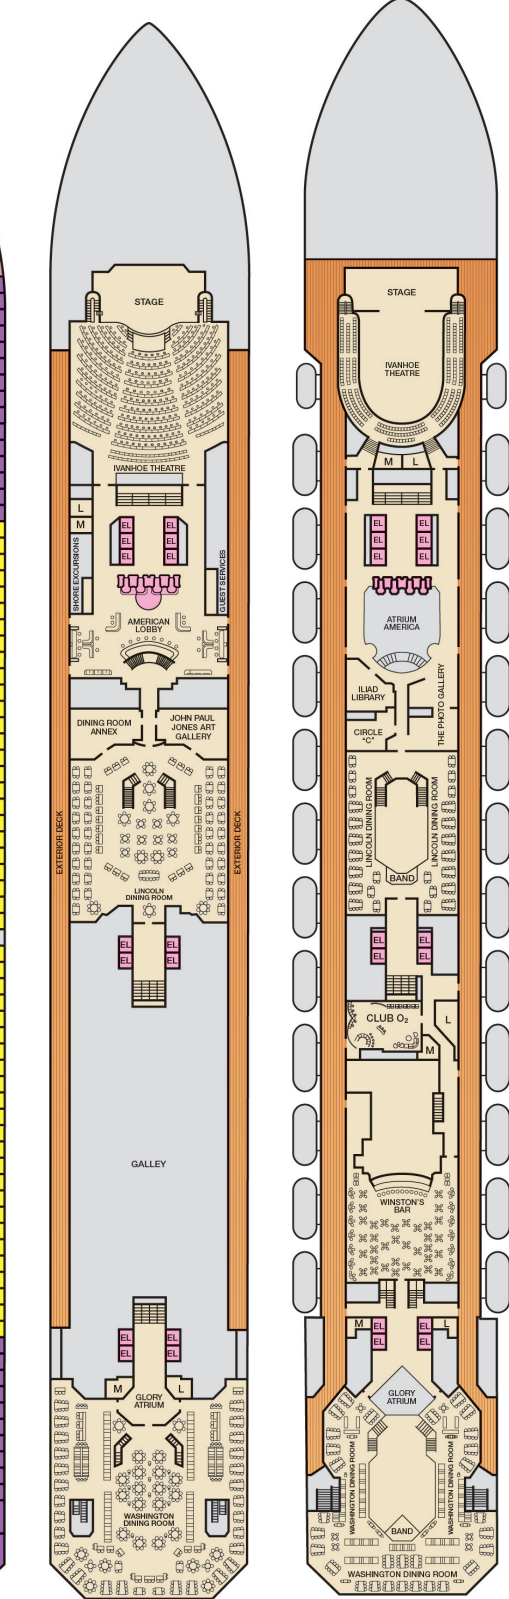 STAGE
IVANHOE THEATRE
L
M
EL
EL
EL
EL
EL
EL
SHORE EXCURSIONS
GUEST SERVICES
AMERICAN
LOBBY
DINING ROOM
ANNEX
JOHN PAUL
JONES ART
GALLERY
EXTERIOR DECK
EXTERIOR DECK
LINCOLN
DINING ROOM
EL
EL
EL
EL
GALLEY
EL
EL
EL
EL
M
L
GLORY
ATRIUM
WASHINGTON
DINING ROOM
STAGE
IVANHOE
THEATRE
M
L
EL
EL
EL
EL
EL
EL
ATRIUM
AMERICA
ILIAD
LIBRARY
THE PHOTO GALLERY
CIRCLE
"C"
LINCOLN DINING ROOM
LINCOLN DINING ROOM
BAND
EL
EL
EL
EL
CLUB O2
L
M
WINSTON'S
BAR
M
EL
EL
L
EL
EL
GLORY
ATRIUM
WASHINGTON DINING ROOM
WASHINGTON DINING ROOM
BAND
WASHINGTON DINING ROOM